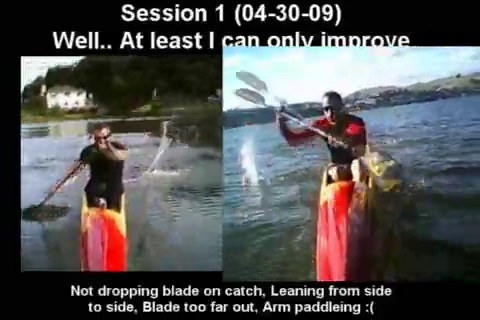 Session 1 (04-30-09)
Well.. At least I can only improve
Not dropping blade on catch, Leaning from side
to side, Blade too far out, Arm paddleing :(